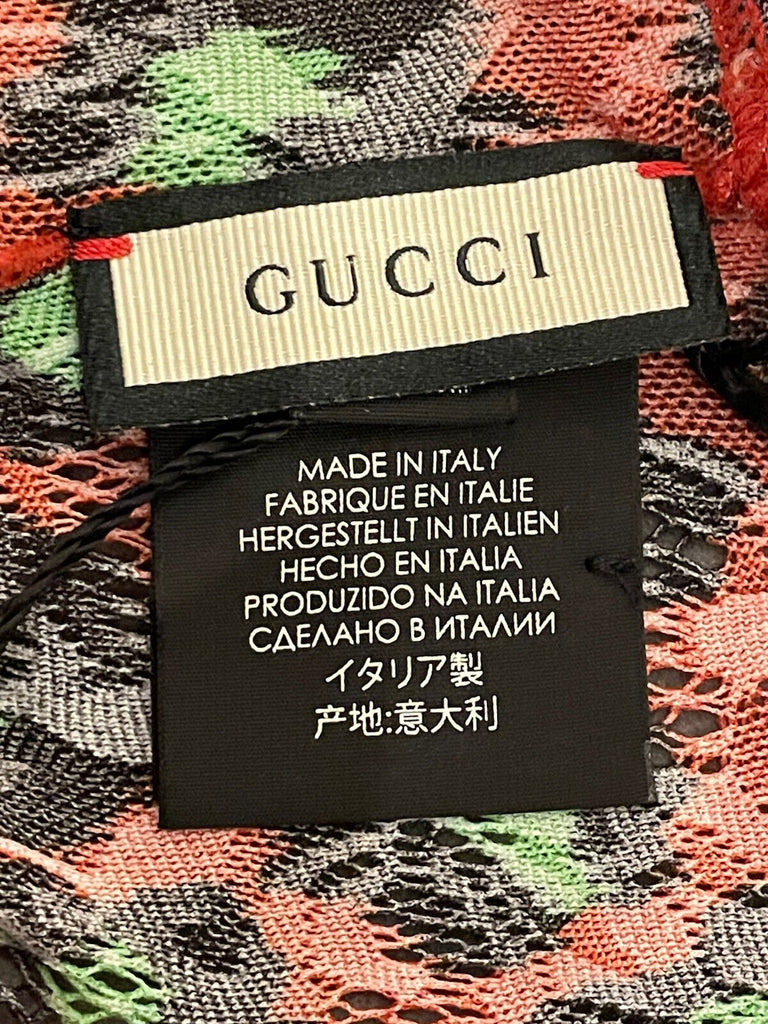 GUCCI
MADE IN ITALY
FABRIQUE EN ITALIE
HERGESTELLT IN ITALIEN
HECHO EN ITALIA
PRODUZIDO NA ITALIA
СДЕЛАНО В ИТАЛИИ
イタリア製
产地:意大利